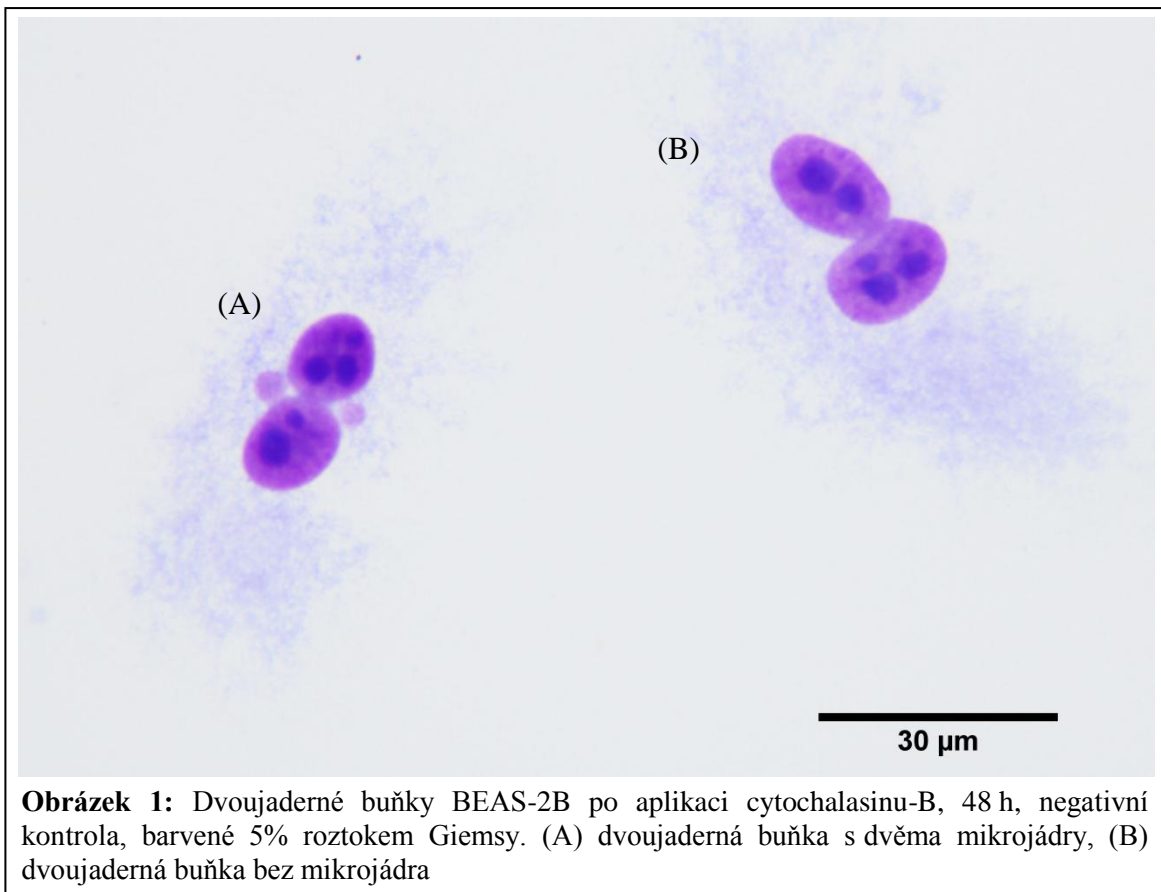 (B)
(A)
30 µm
Obrázek 1: Dvoujaderné buňky BEAS-2B po aplikaci cytochalasinu-B, 48 h, negativní
kontrola, barvené 5% roztokem Giemsy. (A) dvoujaderná buňka s dvěma mikrojádry, (B)
dvoujaderná buňka bez mikrojádra